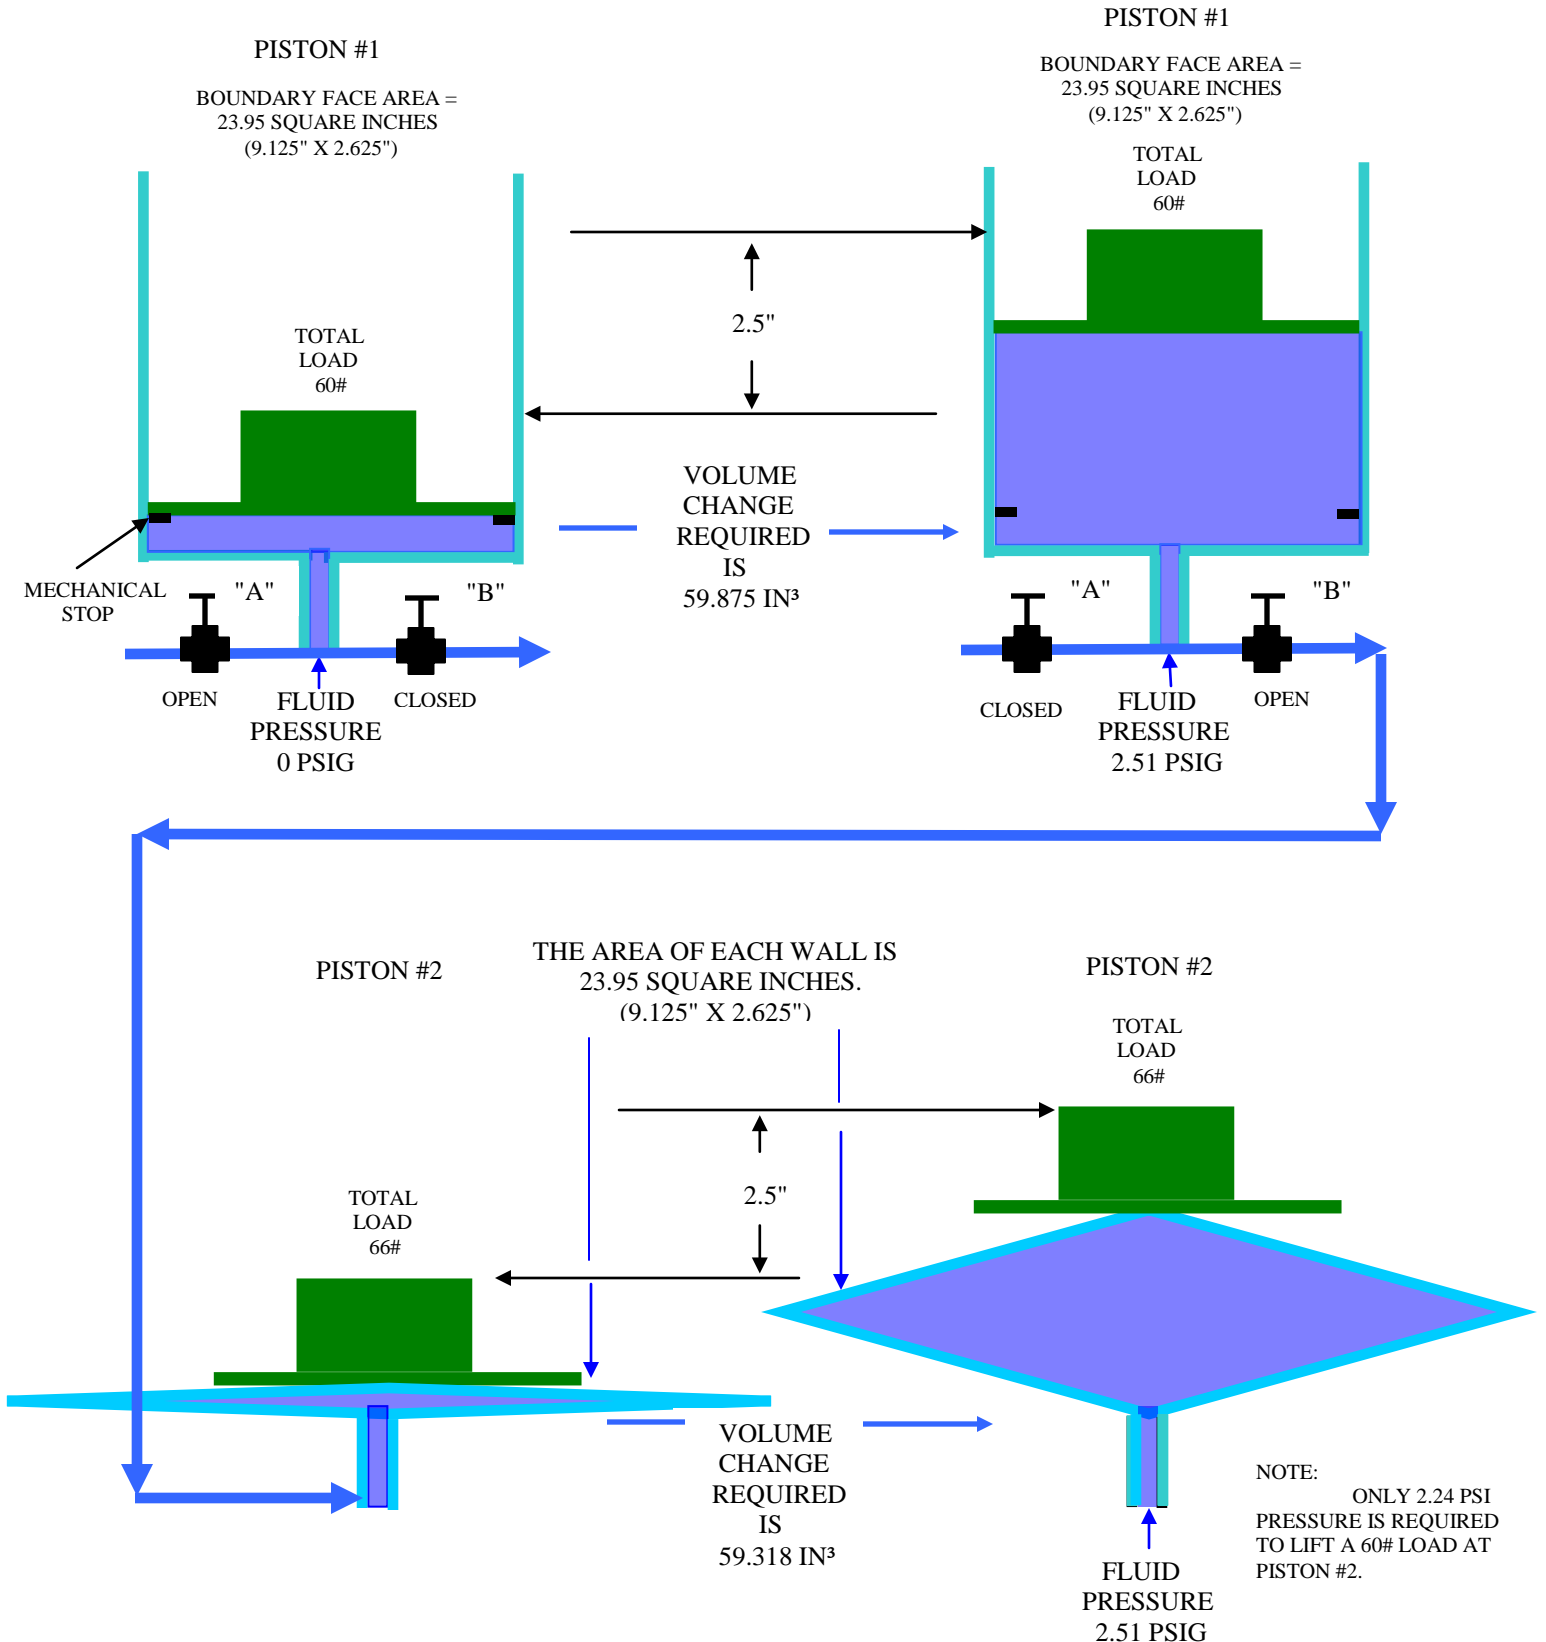 PISTON #1
BOUNDARY FACE AREA =
23.95 SQUARE INCHES
(9.125" X 2.625")
PISTON #1
BOUNDARY FACE AREA =
23.95 SQUARE INCHES
(9.125" X 2.625")
TOTAL
LOAD
60#
2.5"
TOTAL
LOAD
60#
VOLUME
CHANGE
REQUIRED
IS
59.875 IN³
MECHANICAL
STOP
"A"
"B"
OPEN
CLOSED
FLUID
PRESSURE
0 PSIG
"A"
"B"
CLOSED
OPEN
FLUID
PRESSURE
2.51 PSIG
PISTON #2
THE AREA OF EACH WALL IS
23.95 SQUARE INCHES.
(9.125" X 2.625")
PISTON #2
TOTAL
LOAD
66#
2.5"
TOTAL
LOAD
66#
VOLUME
CHANGE
REQUIRED
IS
59.318 IN³
FLUID
PRESSURE
2.51 PSIG
NOTE:
ONLY 2.24 PSI
PRESSURE IS REQUIRED
TO LIFT A 60# LOAD AT
PISTON #2.